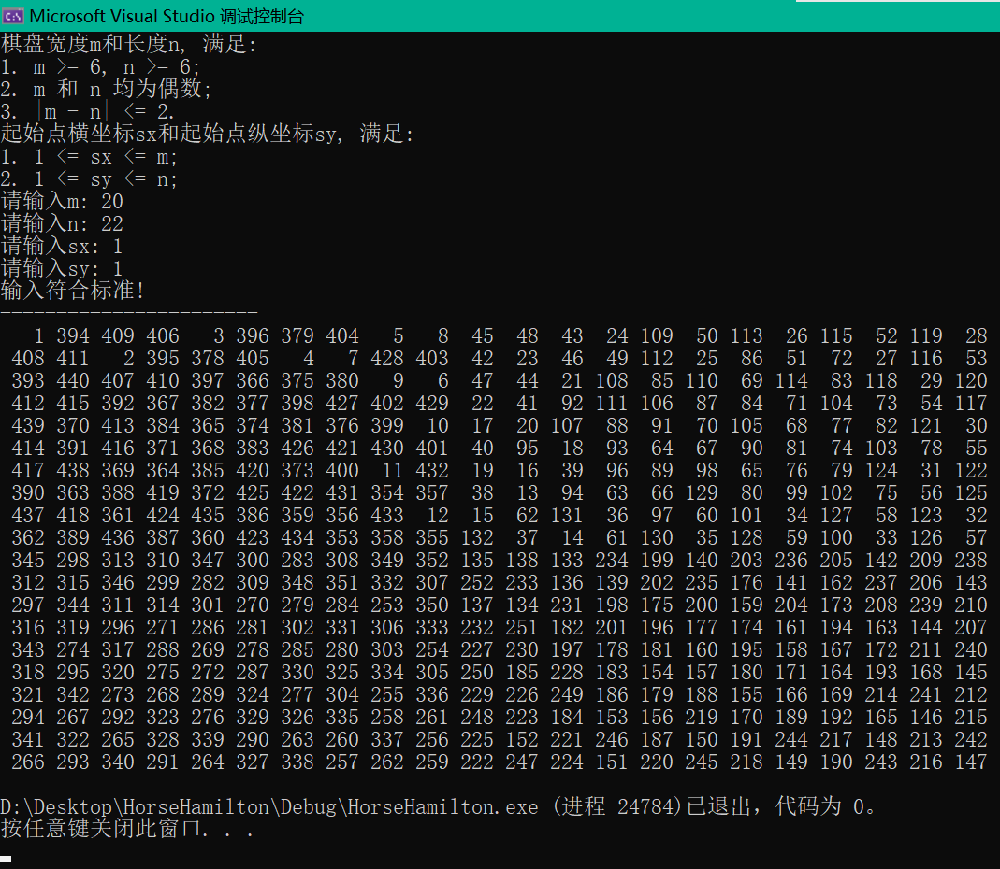 Microsoft Visual Studio 调试控制台
棋盘宽度m和长度n, 满足:
1. m >= 6, n >= 6;
2. m 和 n 均为偶数;
3. |m - n| <= 2.
起始点横坐标sx和起始点纵坐标sy, 满足:
1. 1 <= sx <= m;
2. 1 <= sy <= n;
请输入m: 20
请输入n: 22
请输入sx: 1
请输入sy: 1
输入符合标准!
-----------------------
1 394 409 406 3 396 379 404 5 8 45 48 43 24 109 50 113 26 115 52 119 28
408 411 2 395 378 405 4 7 428 403 42 23 46 49 112 25 86 51 72 27 116 53
393 440 407 410 397 366 375 380 9 6 47 44 21 108 85 110 69 114 83 118 29 120
412 415 392 367 382 377 398 427 402 429 22 41 92 111 106 87 84 71 104 73 54 117
439 370 413 384 365 374 381 376 399 10 17 20 107 88 91 70 105 68 77 82 121 30
414 391 416 371 368 383 426 421 430 401 40 95 18 93 64 67 90 81 74 103 78 55
417 438 369 364 385 420 373 400 11 432 19 16 39 96 89 98 65 76 79 124 31 122
390 363 388 419 372 425 422 431 354 357 38 13 94 63 66 129 80 99 102 75 56 125
437 418 361 424 435 386 359 356 433 12 15 62 131 36 97 60 101 34 127 58 123 32
362 389 436 387 360 423 434 353 358 355 132 37 14 61 130 35 128 59 100 33 126 57
345 298 313 310 347 300 283 308 349 352 135 138 133 234 199 140 203 236 205 142 209 238
312 315 346 299 282 309 348 351 332 307 252 233 136 139 202 235 176 141 162 237 206 143
297 344 311 314 301 270 279 284 253 350 137 134 231 198 175 200 159 204 173 208 239 210
316 319 296 271 286 281 302 331 306 333 232 251 182 201 196 177 174 161 194 163 144 207
343 274 317 288 269 278 285 280 303 254 227 230 197 178 181 160 195 158 167 172 211 240
318 295 320 275 272 287 330 325 334 305 250 185 228 183 154 157 180 171 164 193 168 145
321 342 273 268 289 324 277 304 255 336 229 226 249 186 179 188 155 166 169 214 241 212
294 267 292 323 276 329 326 335 258 261 248 223 184 153 156 219 170 189 192 165 146 215
341 322 265 328 339 290 263 260 337 256 225 152 221 246 187 150 191 244 217 148 213 242
266 293 340 291 264 327 338 257 262 259 222 247 224 151 220 245 218 149 190 243 216 147
D:\Desktop\HorseHamilton\Debug\HorseHamilton.exe (进程 24784)已退出，代码为 0。
按任意键关闭此窗口. . .